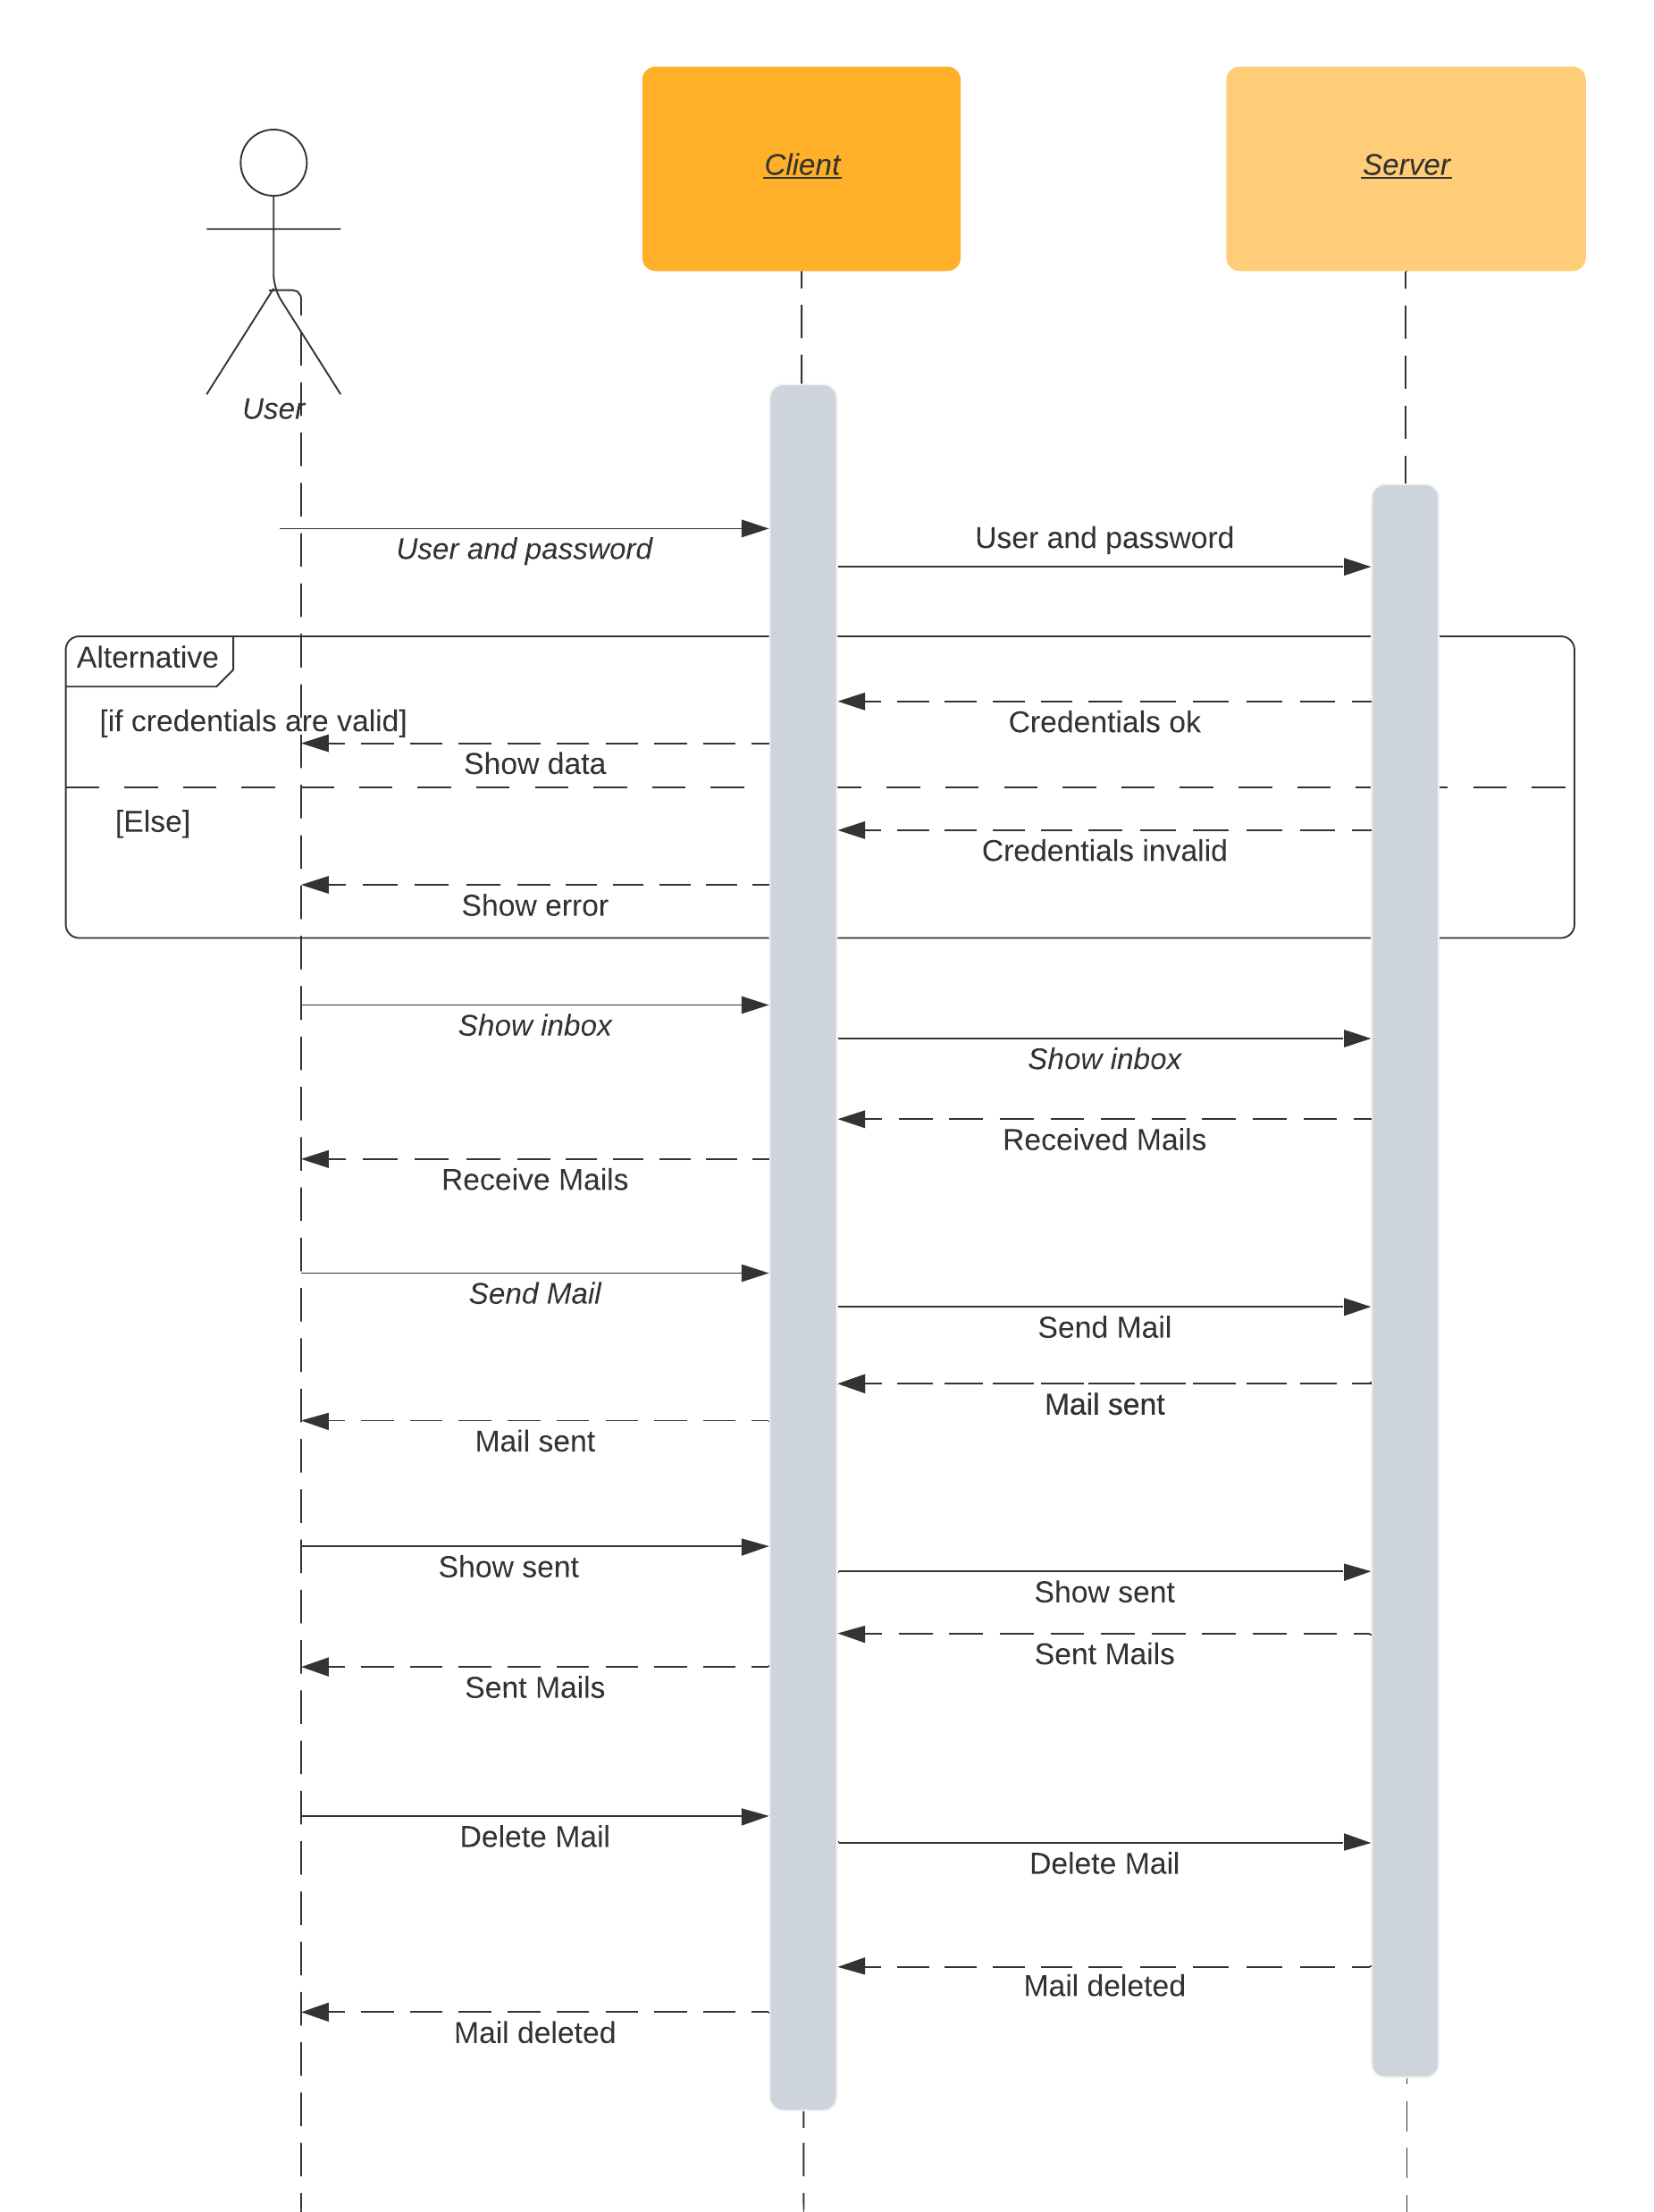 Client
Server
User
User and password
User and password
Alternative
[if credentials are valid]
Credentials ok
Show data
[Else]
Credentials invalid
Show error
Show inbox
Show inbox
Received Mails
Receive Mails
Send Mail
Send Mail
Mail sent
Mail sent
Show sent
Show sent
Sent Mails
Sent Mails
Delete Mail
Delete Mail
Mail deleted
Mail deleted